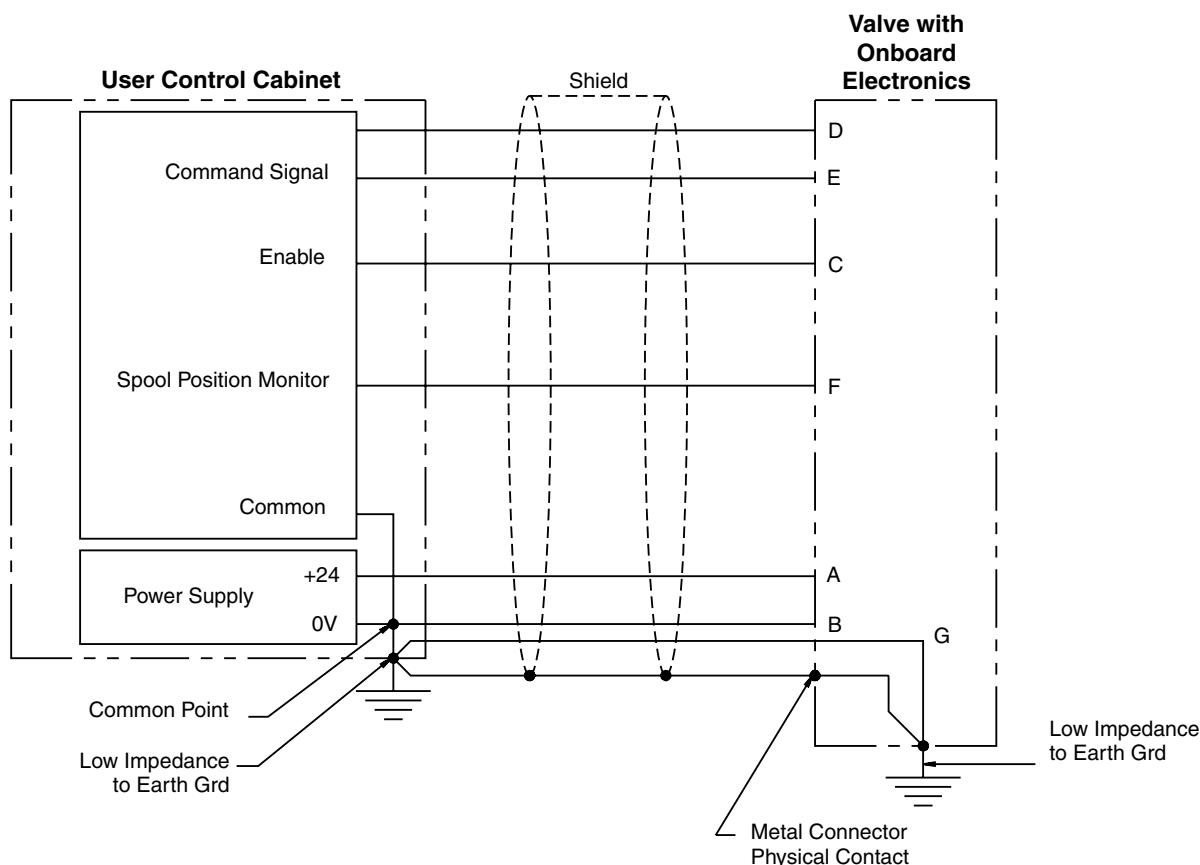 Valve with
Onboard
Electronics
User Control Cabinet
Shield
D
Command Signal
E
Enable
C
Spool Position Monitor
F
Common
+24
A
Power Supply
0V
B
G
Common Point
Low Impedance
to Earth Grd
Low Impedance
to Earth Grd
Metal Connector
Physical Contact